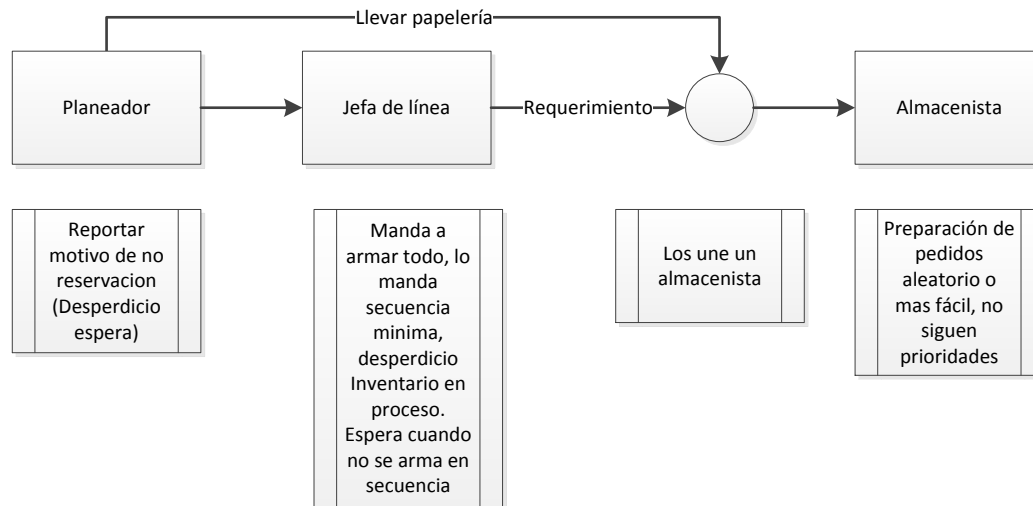 Llevar papelería
Planeador
Jefa de línea
Requerimiento
Almacenista
Reportar
motivo de no
reservacion
(Desperdicio
espera)
Manda a
armar todo, lo
manda
secuencia
minima,
desperdicio
Inventario en
proceso.
Espera cuando
no se arma en
secuencia
Los une un
almacenista
Preparación de
pedidos
aleatorio o
mas fácil, no
siguen
prioridades